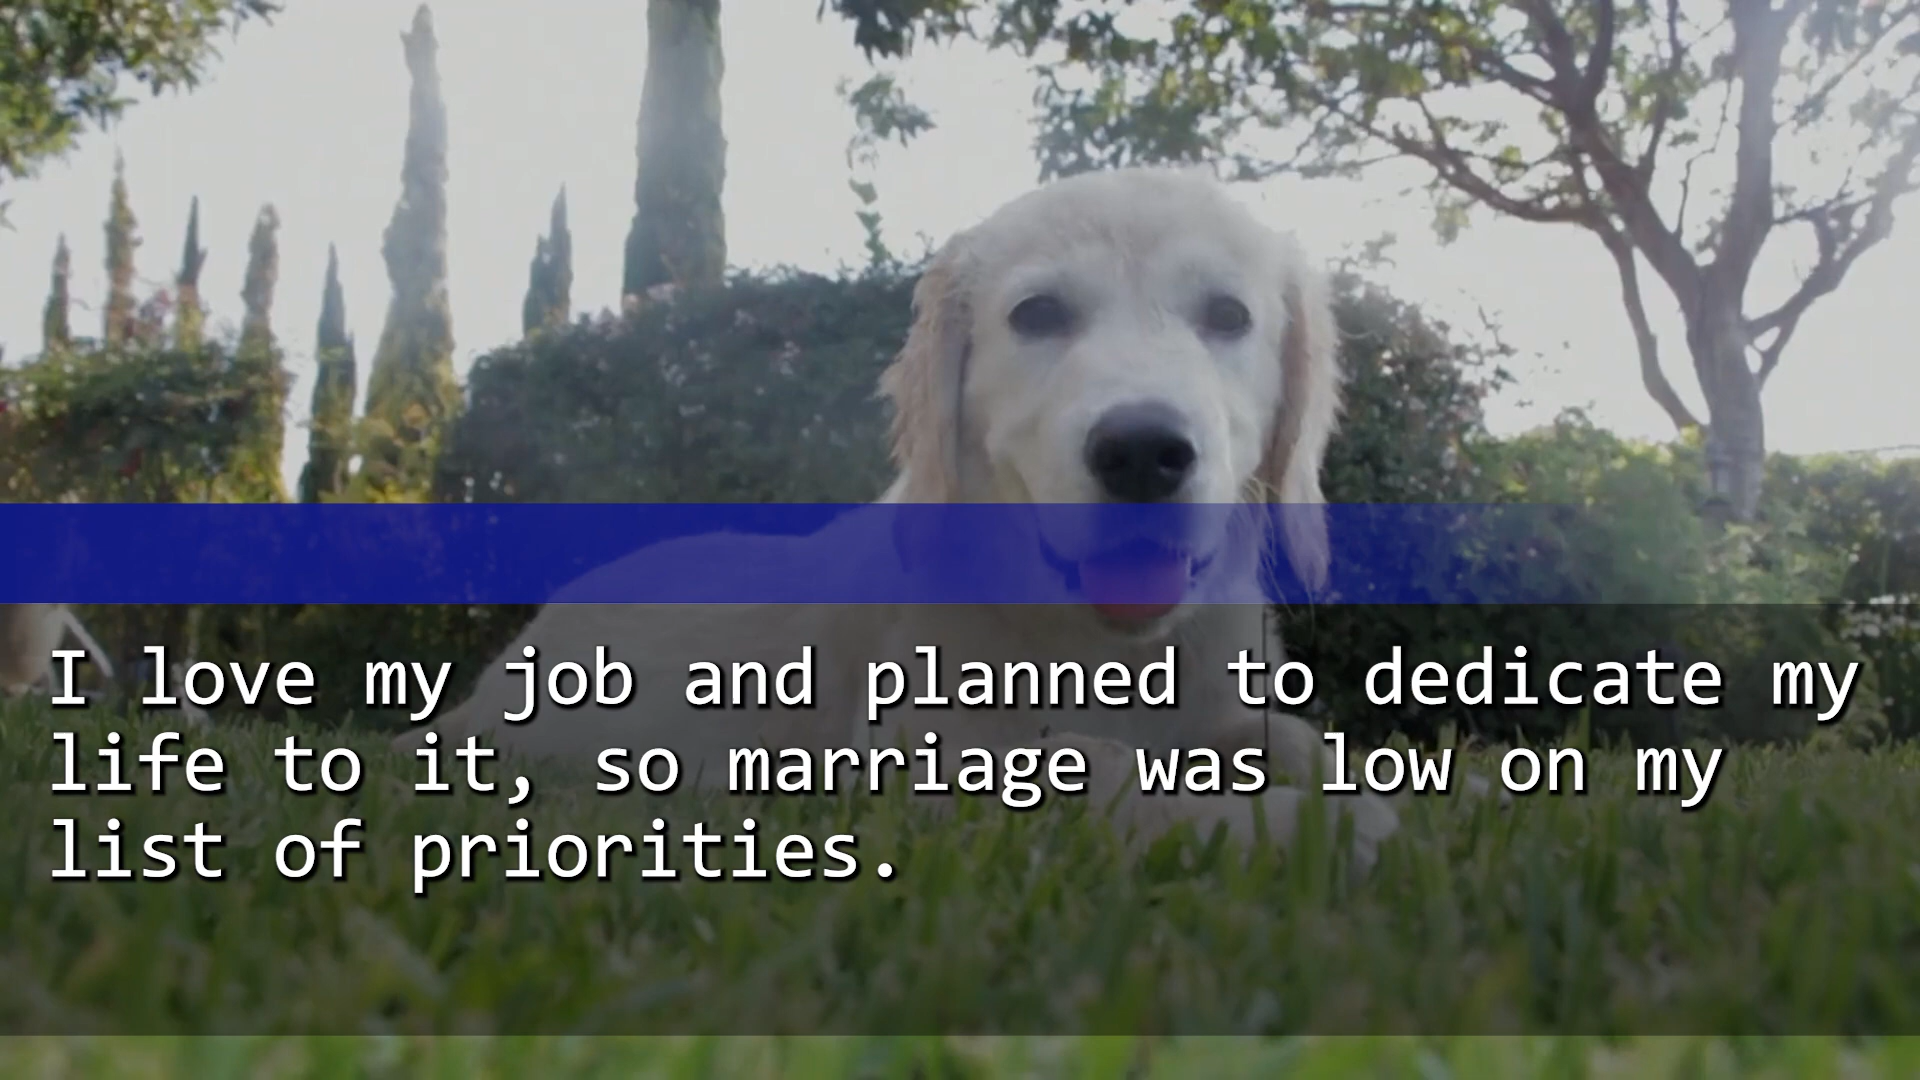 I love my job and planned to dedicate my
life to it, so marriage was low on my
list of priorities.